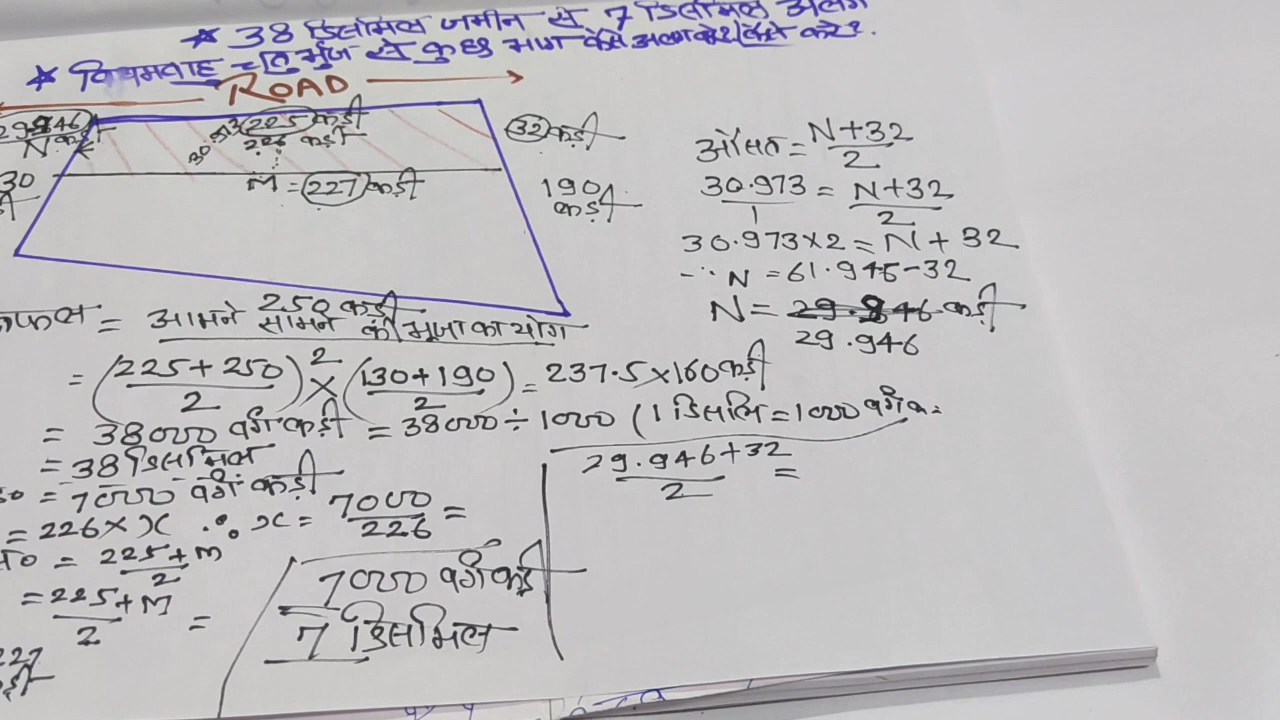 * 38 डिसमिल जमीन से 7 डिसमिल अलग
* विषमबाहु चतुर्भुज से कुछ भाग कैसे अलग करे?
ROAD
29.946 कड़ी
N
30.973
225 कड़ी
226 कड़ी
32 कड़ी
30
M = 227 कड़ी
190 कड़ी
250 कड़ी
औसत = N+32/2
30.973/1 = N+32/2
30.973×2 = N+32
∴ N = 61.946-32
N = 29.946 कड़ी
29.946
= आमने सामने की भूजा का योग/2
= (225+250/2) × (130+190/2) = 237.5×160 कड़ी
= 38000 वर्ग कड़ी = 38000÷1000 (1 डिसमि = 1000 वर्ग क
= 38 डिसमिल
= 7000 वर्ग कड़ी
= 226×x ∴ x = 7000/226 =
= 225+M/2
= 225+M/2 =
227
7000 वर्ग कड़ी
7 डिसमिल
29.946+32/2 =